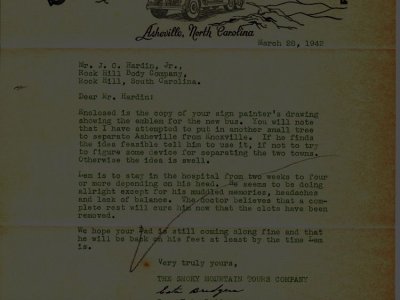 Asheville, North Carolina
March 28, 1942
Mr. J. C. Hardin, Jr.,
Rock Hill Body Company,
Rock Hill, South Carolina.
Dear Mr. Hardin:
Enclosed is the copy of your sign painter's drawing
showing the emblem for the new bus. You will note
that I have attempted to put in another small tree
to separate Asheville from Knoxville. If he finds
the idea feasible tell him to use it, if not to try
to figure some device for separating the two towns.
Otherwise the idea is swell.
Lem is to stay in the hospital from two weeks to four
or more depending on his head. He seems to be doing
allright except for his muddled memories, headaches
and lack of balance. The doctor believes that a com-
plete rest will cure him now that the clots have been
removed.
We hope your Dad is still coming along fine and that
he will be back on his feet at least by the time Lem
is.
Very truly yours,
THE SMOKY MOUNTAIN TOURS COMPANY